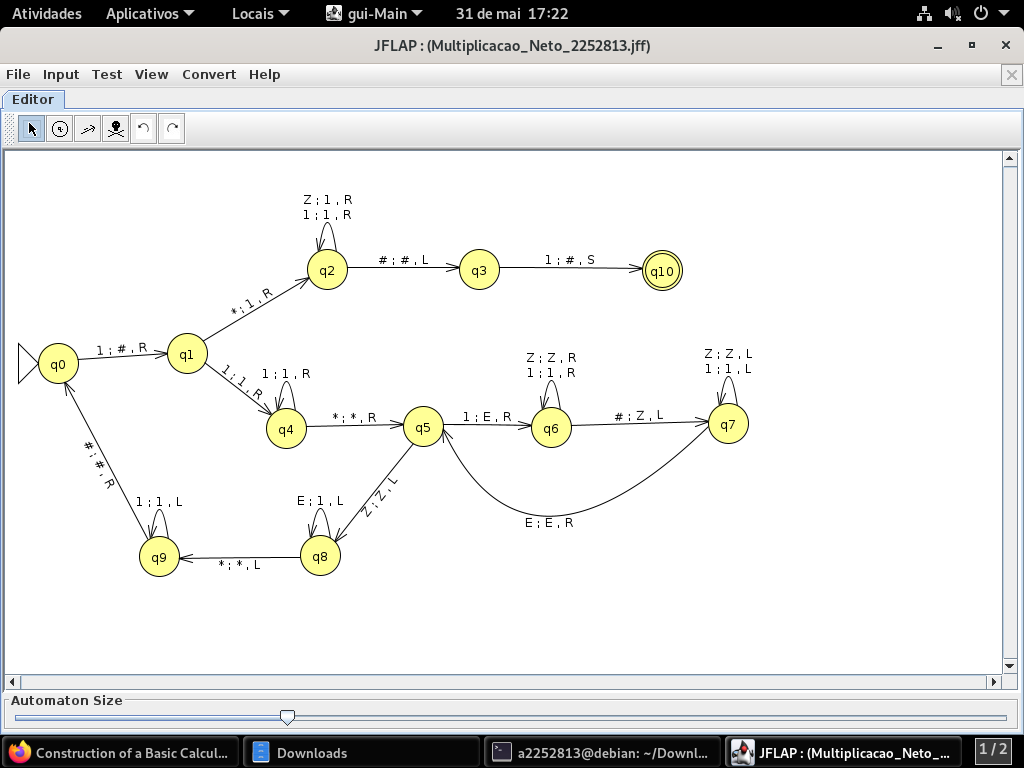 Atividades Aplicativos Locais gui-Main 31 de mai 17:22
JFLAP : (Multiplicacao_Neto_2252813.jff)
File Input Test View Convert Help
Editor
Z ; 1 , R
1 ; 1 , R
q2
# ; # , L
q3
1 ; # , S
q10
* ; 1 , R
q0
1 ; # , R
q1
1 ; 1 , R
1 ; 1 , R
q4
* ; * , R
q5
1 ; E , R
Z ; Z , R
1 ; 1 , R
q6
# ; Z , L
Z ; Z , L
1 ; 1 , L
q7
E ; E , R
# ; # , R
Z ; Z , L
1 ; 1 , L
q9
* ; * , L
E ; 1 , L
q8
Automaton Size
Construction of a Basic Calcul... Downloads a2252813@debian: ~/Downl... JFLAP : (Multiplicacao_Neto_... 1 / 2